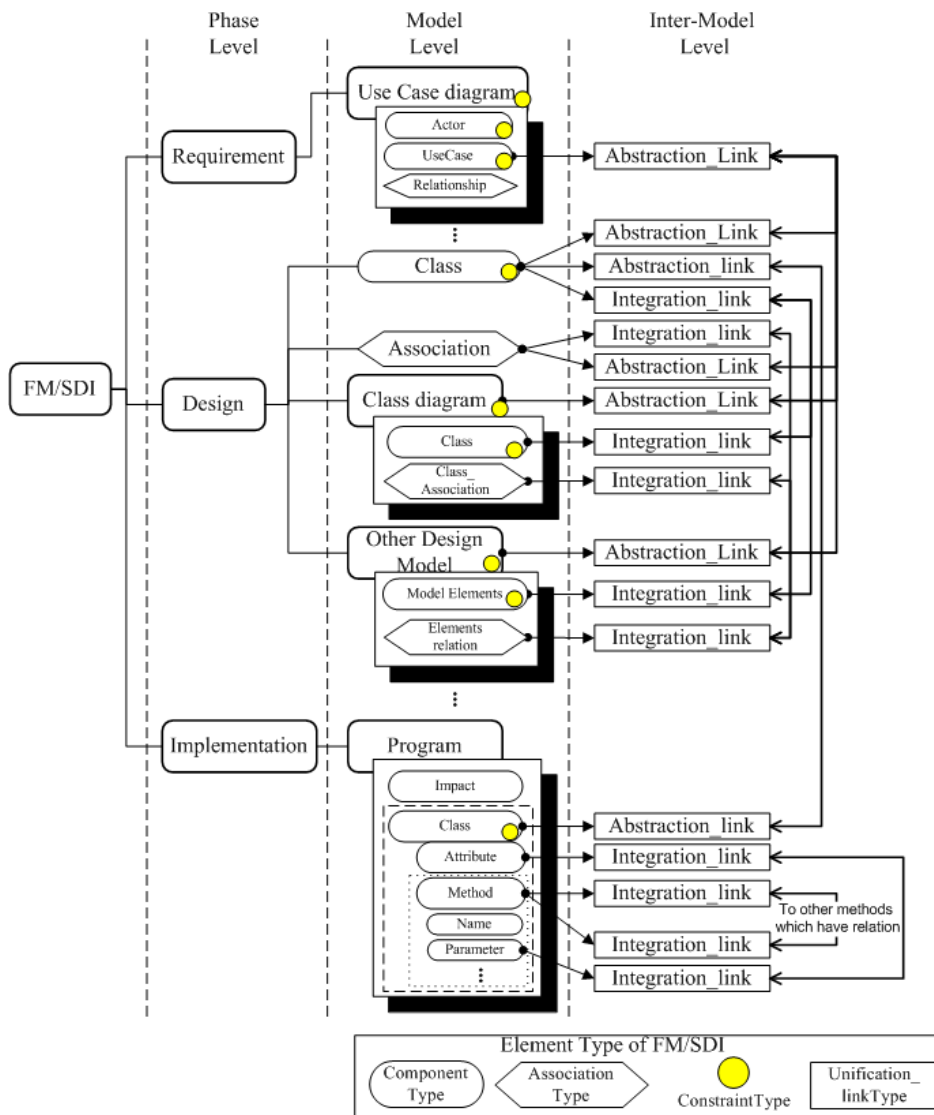 Phase
Level
Model
Level
Inter-Model
Level
Use Case diagram
Actor
UseCase
Relationship
Requirement
Abstraction_Link
Class
Abstraction_Link
Abstraction_link
Integration_link
Association
Integration_link
Abstraction_Link
FM/SDI
Design
Class diagram
Abstraction_Link
Class
Integration_link
Class_
Association
Integration_link
Other Design
Model
Abstraction_Link
Model Elements
Integration_link
Elements
relation
Integration_link
Implementation
Program
Impact
Class
Abstraction_link
Attribute
Integration_link
Method
Integration_link
To other methods
which have relation
Name
Integration_link
Parameter
Integration_link
Element Type of FM/SDI
Component
Type
Association
Type
ConstraintType
Unification_
linkType